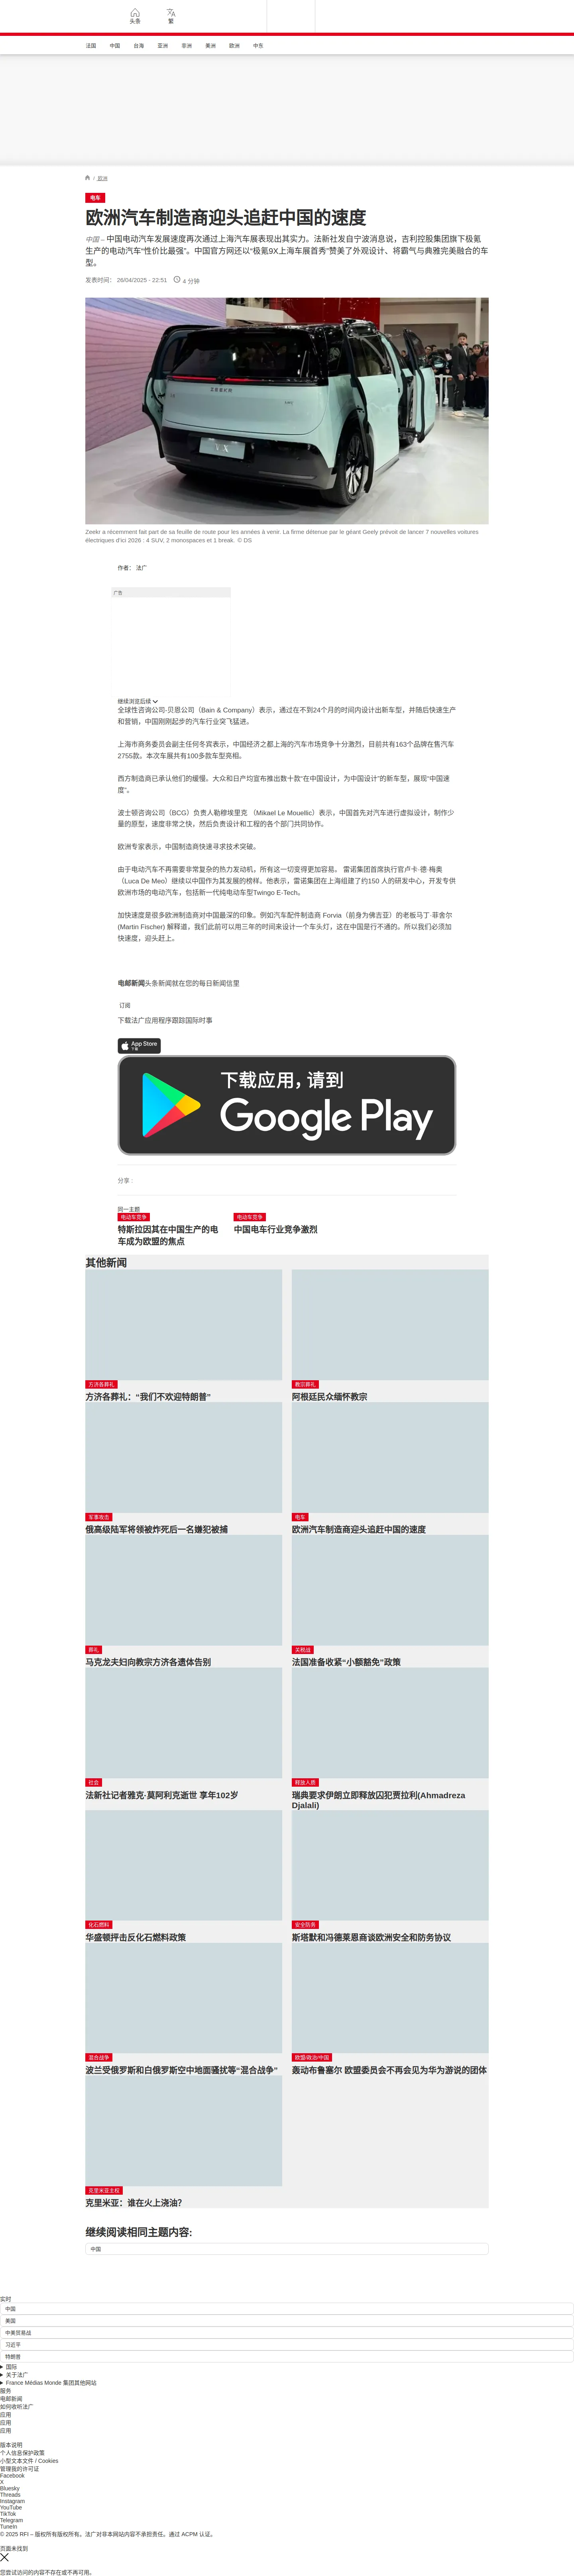 头条
繁
法国
中国
台海
亚洲
非洲
美洲
欧洲
中东
/ 欧洲
电车
欧洲汽车制造商迎头追赶中国的速度
中国 – 中国电动汽车发展速度再次通过上海汽车展表现出其实力。法新社发自宁波消息说，吉利控股集团旗下极氪
生产的电动汽车“性价比最强”。中国官方网还以“极氪9X上海车展首秀”赞美了外观设计、将霸气与典雅完美融合的车
型。
发表时间： 26/04/2025 - 22:51
4 分钟
Zeekr a récemment fait part de sa feuille de route pour les années à venir. La firme détenue par le géant Geely prévoit de lancer 7 nouvelles voitures
électriques d'ici 2026 : 4 SUV, 2 monospaces et 1 break. © DS
作者： 法广
广告
继续浏览后续
全球性咨询公司-贝恩公司（Bain & Company）表示，通过在不到24个月的时间内设计出新车型，并随后快速生产
和营销，中国刚刚起步的汽车行业突飞猛进。
上海市商务委员会副主任何冬宾表示，中国经济之都上海的汽车市场竞争十分激烈，目前共有163个品牌在售汽车
2755款。本次车展共有100多款车型亮相。
西方制造商已承认他们的缓慢。大众和日产均宣布推出数十款“在中国设计，为中国设计”的新车型，展现“中国速
度”。
波士顿咨询公司（BCG）负责人勒穆埃里克 （Mikael Le Mouellic）表示，中国首先对汽车进行虚拟设计，制作少
量的原型，速度非常之快，然后负责设计和工程的各个部门共同协作。
欧洲专家表示，中国制造商快速寻求技术突破。
由于电动汽车不再需要非常复杂的热力发动机，所有这一切变得更加容易。 雷诺集团首席执行官卢卡·德·梅奥
（Luca De Meo）继续以中国作为其发展的榜样。他表示，雷诺集团在上海组建了约150 人的研发中心，开发专供
欧洲市场的电动汽车，包括新一代纯电动车型Twingo E-Tech。
加快速度是很多欧洲制造商对中国最深的印象。例如汽车配件制造商 Forvia（前身为佛吉亚）的老板马丁·菲舍尔
(Martin Fischer) 解释道，我们此前可以用三年的时间来设计一个车头灯，这在中国是行不通的。所以我们必须加
快速度，迎头赶上。
电邮新闻头条新闻就在您的每日新闻信里
订阅
下载法广应用程序跟踪国际时事
App Store
下载
下载应用，请到
Google Play
分享 :
同一主题
电动车竞争
特斯拉因其在中国生产的电
车成为欧盟的焦点
电动车竞争
中国电车行业竞争激烈
其他新闻
方济各葬礼
方济各葬礼：“我们不欢迎特朗普”
教宗葬礼
阿根廷民众缅怀教宗
军事攻击
俄高级陆军将领被炸死后一名嫌犯被捕
电车
欧洲汽车制造商迎头追赶中国的速度
葬礼
马克龙夫妇向教宗方济各遗体告别
关税战
法国准备收紧“小额豁免”政策
社会
法新社记者雅克·莫阿利克逝世 享年102岁
释放人质
瑞典要求伊朗立即释放囚犯贾拉利(Ahmadreza
Djalali)
化石燃料
华盛顿抨击反化石燃料政策
安全防务
斯塔默和冯德莱恩商谈欧洲安全和防务协议
混合战争
波兰受俄罗斯和白俄罗斯空中地面骚扰等“混合战争”
欧盟/政治/中国
轰动布鲁塞尔 欧盟委员会不再会见为华为游说的团体
克里米亚主权
克里米亚：谁在火上浇油?
继续阅读相同主题内容:
中国
实时
中国
美国
中美贸易战
习近平
特朗普
国际
关于法广
France Médias Monde 集团其他网站
服务
电邮新闻
如何收听法广
应用
应用
应用
版本说明
个人信息保护政策
小型文本文件 / Cookies
管理我的许可证
Facebook
X
Bluesky
Threads
Instagram
YouTube
TikTok
Telegram
TuneIn
© 2025 RFI – 版权所有版权所有。法广对非本网站内容不承担责任。通过 ACPM 认证。
页面未找到
您尝试访问的内容不存在或不再可用。